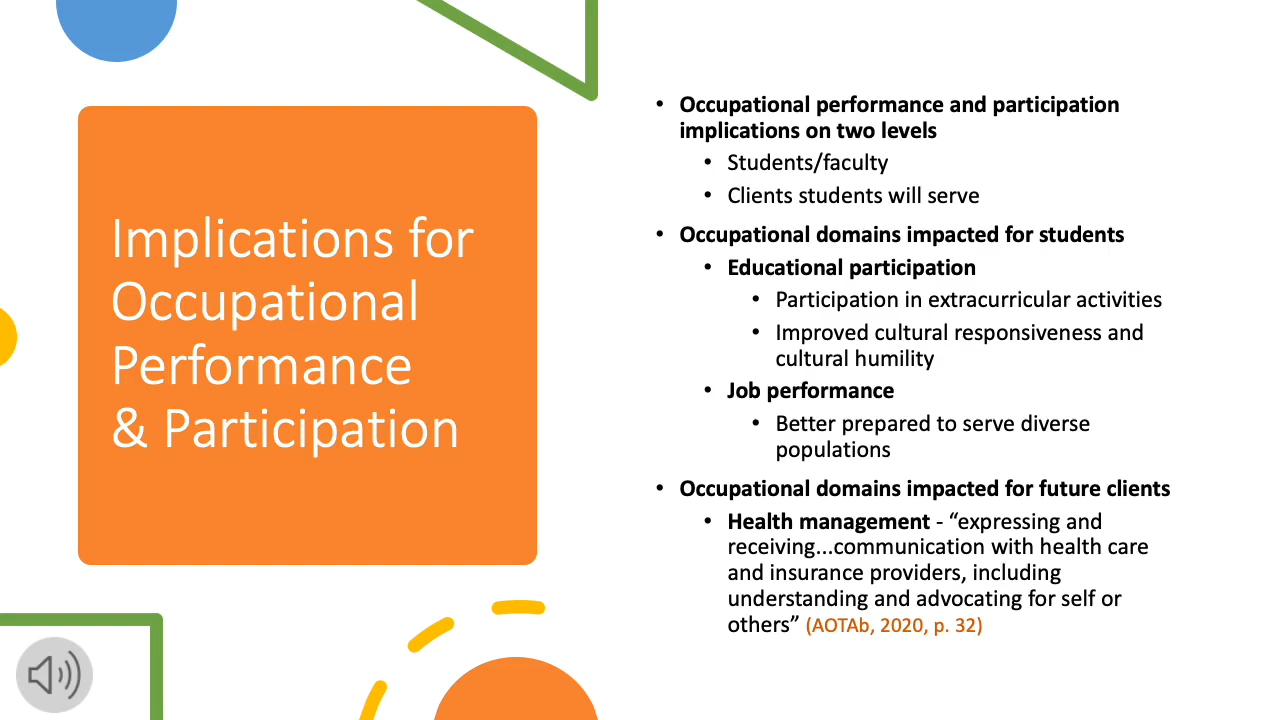 Implications for
Occupational
Performance
& Participation
• Occupational performance and participation
implications on two levels
• Students/faculty
• Clients students will serve
• Occupational domains impacted for students
• Educational participation
• Participation in extracurricular activities
• Improved cultural responsiveness and
cultural humility
• Job performance
• Better prepared to serve diverse
populations
• Occupational domains impacted for future clients
• Health management - “expressing and
receiving...communication with health care
and insurance providers, including
understanding and advocating for self or
others” (AOTAb, 2020, p. 32)